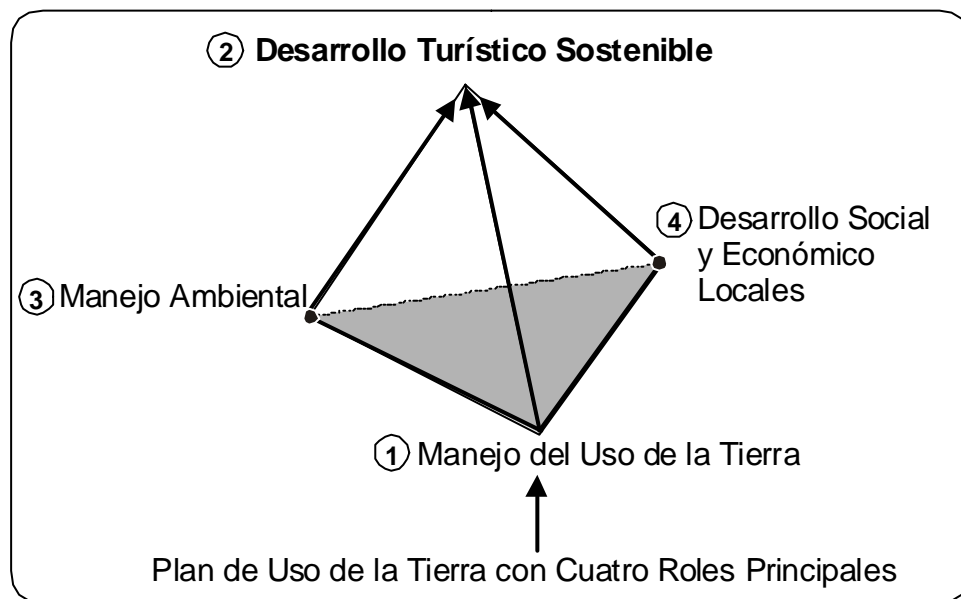 2 Desarrollo Turístico Sostenible
4 Desarrollo Social
y Económico
Locales
3 Manejo Ambiental
1 Manejo del Uso de la Tierra
Plan de Uso de la Tierra con Cuatro Roles Principales